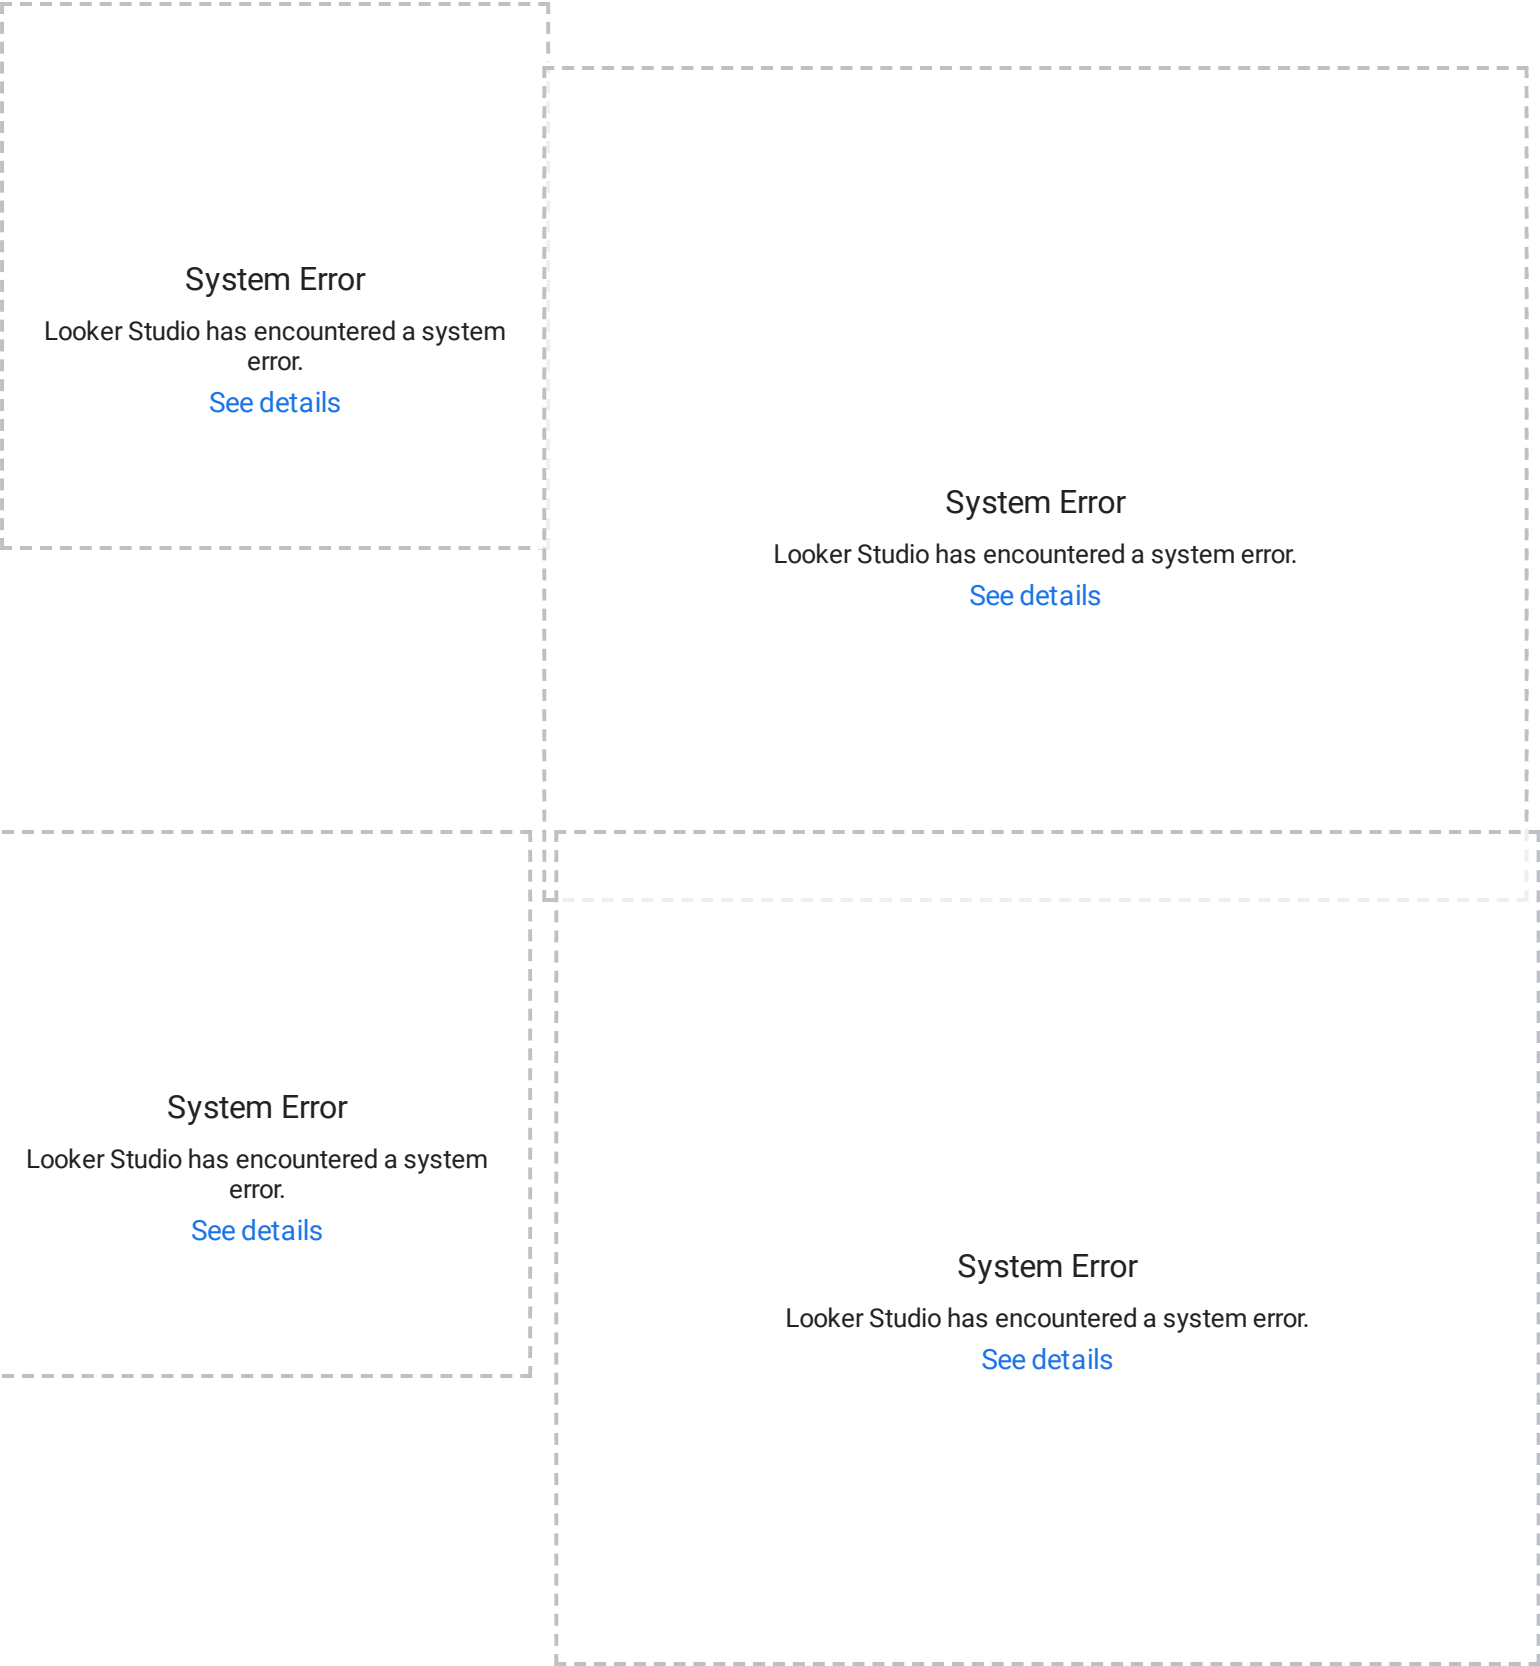 System Error
Looker Studio has encountered a system
error.
See details
System Error
Looker Studio has encountered a system error.
See details
System Error
Looker Studio has encountered a system
error.
See details
System Error
Looker Studio has encountered a system error.
See details